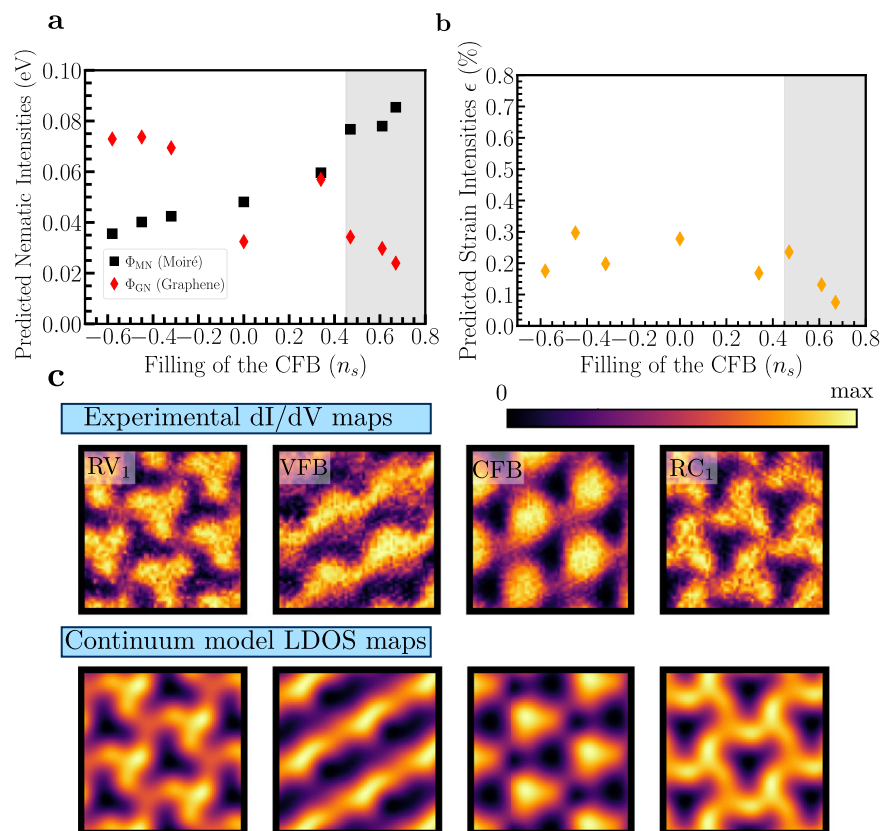 a
b
Predicted Nematic Intensities (eV)
0.10
0.08
0.06
0.04
0.02
0.00
Φ_MN (Moiré)
Φ_GN (Graphene)
−0.6−0.4−0.2 0.0 0.2 0.4 0.6 0.8
Filling of the CFB (n_s)
Predicted Strain Intensities ϵ (%)
0.8
0.7
0.6
0.5
0.4
0.3
0.2
0.1
0.0
−0.6−0.4−0.2 0.0 0.2 0.4 0.6 0.8
Filling of the CFB (n_s)
c
0 max
Experimental dI/dV maps
RV₁ VFB CFB RC₁
Continuum model LDOS maps